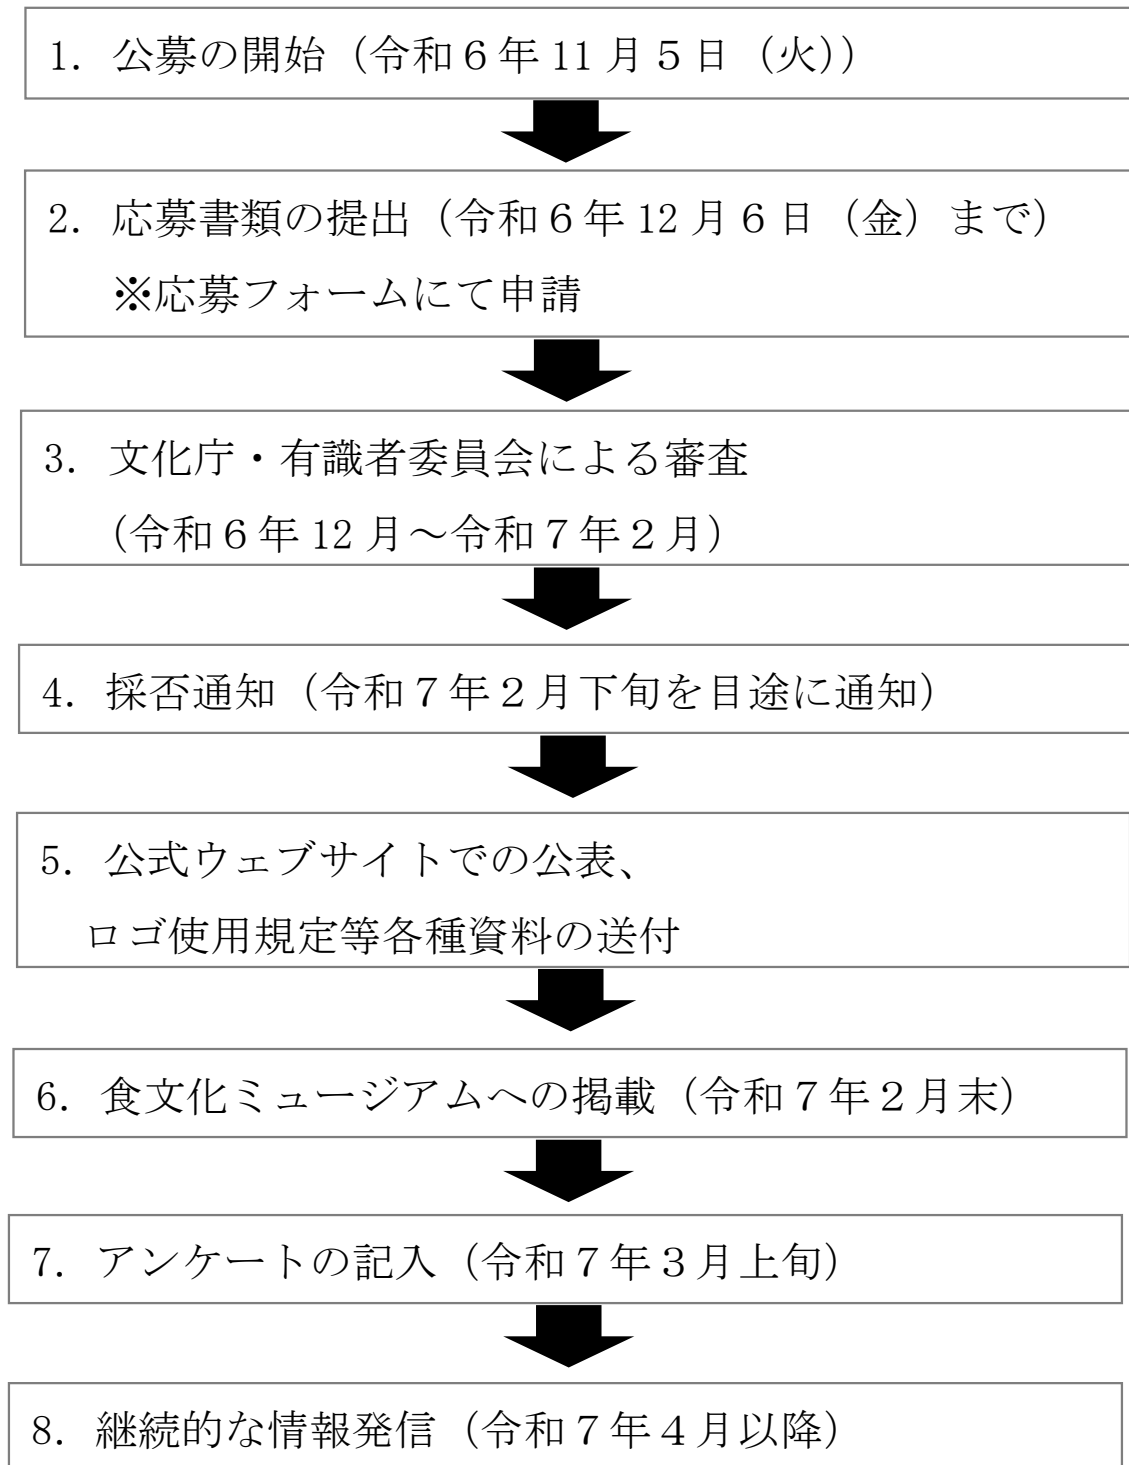 1. 公募の開始（令和６年 11 月５日（火））
2. 応募書類の提出（令和６年 12 月６日（金）まで）
※応募フォームにて申請
3. 文化庁・有識者委員会による審査
（令和６年 12 月～令和７年２月）
4. 採否通知（令和７年２月下旬を目途に通知）
5. 公式ウェブサイトでの公表、
ロゴ使用規定等各種資料の送付
6. 食文化ミュージアムへの掲載（令和７年２月末）
7. アンケートの記入（令和７年３月上旬）
8. 継続的な情報発信（令和７年４月以降）